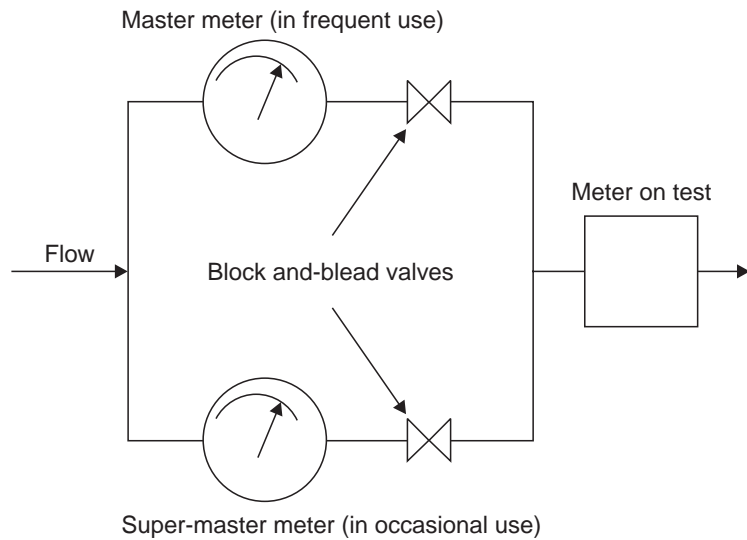 Master meter (in frequent use)
Meter on test
Flow
Block and-blead valves
Super-master meter (in occasional use)